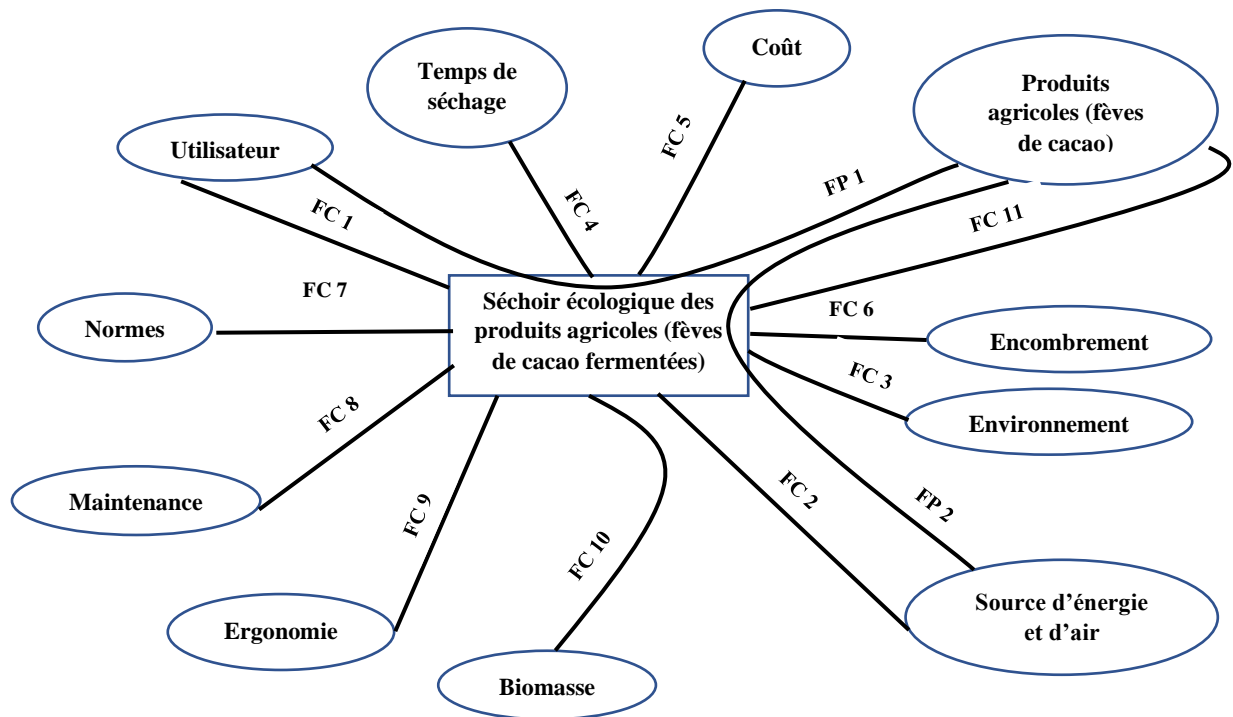 Coût
Temps de
séchage
Produits
agricoles (fèves
de cacao)
Utilisateur
FC 5
FP 1
FC 1
FC 4
FC 11
FC 7
Séchoir écologique des
produits agricoles (fèves
de cacao fermentées)
FC 6
Normes
Encombrement
FC 3
FC 8
Environnement
Maintenance
FC 9
FC 10
FC 2
FP 2
Source d’énergie
et d’air
Ergonomie
Biomasse